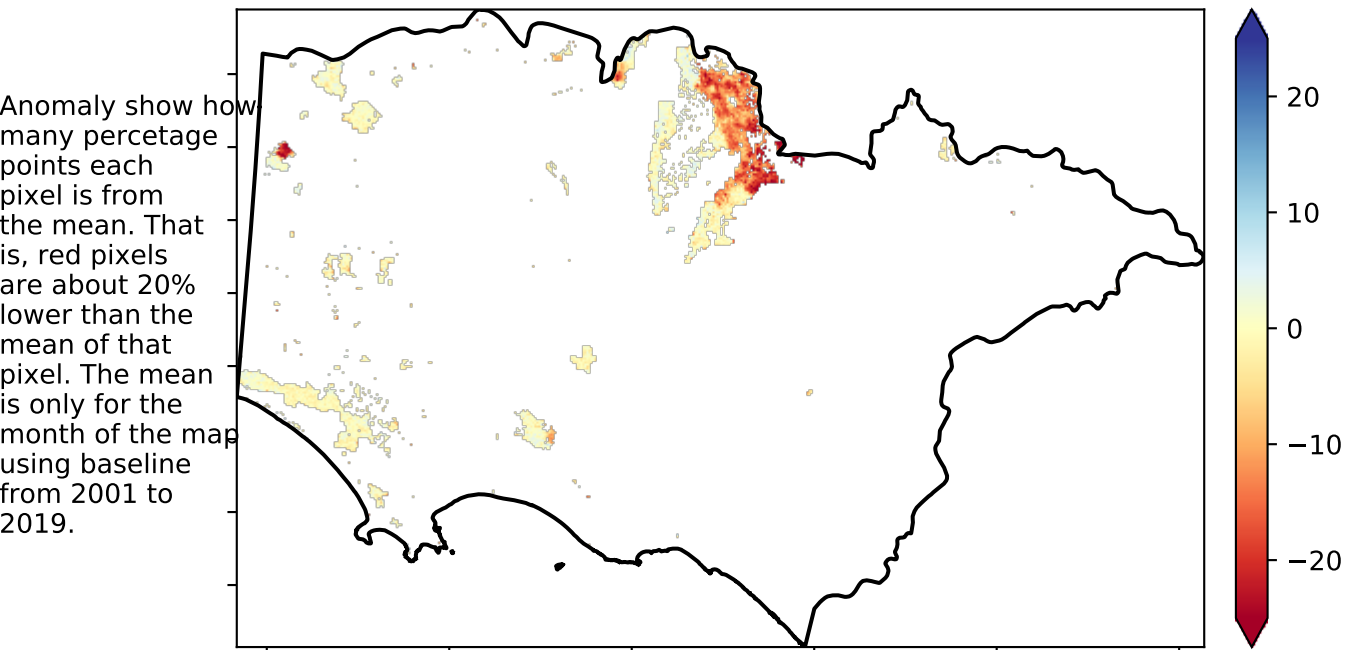 Anomaly show how
many percetage
points each
pixel is from
the mean. That
is, red pixels
are about 20%
lower than the
mean of that
pixel. The mean
is only for the
month of the map
using baseline
from 2001 to
2019.
20
10
0
−10
−20